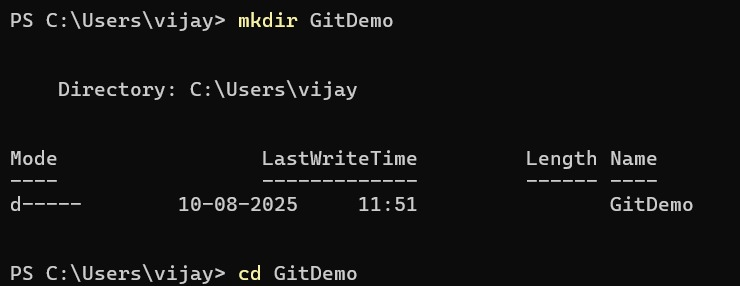 PS C:\Users\vijay> mkdir GitDemo
Directory: C:\Users\vijay
Mode                 LastWriteTime         Length Name
----                 -------------         ------ ----
d-----        10-08-2025     11:51                GitDemo
PS C:\Users\vijay> cd GitDemo